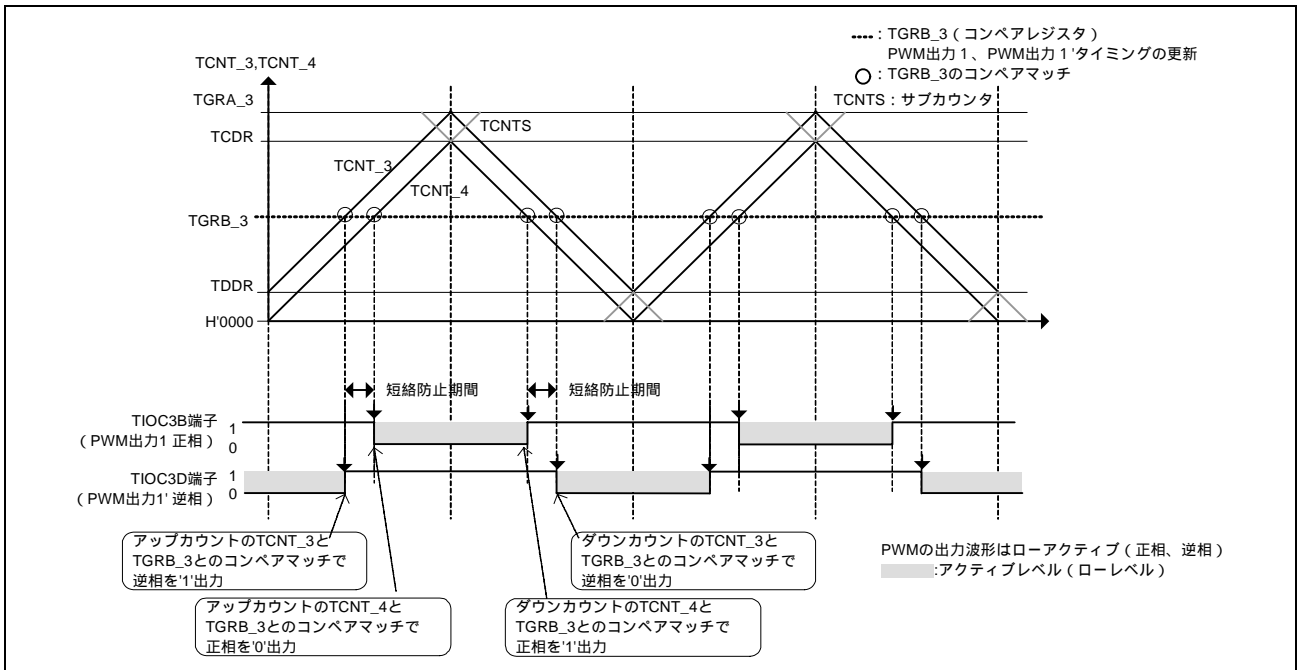 TCNT_3,TCNT_4
：TGRB_3（コンペアレジスタ）
PWM出力１、PWM出力１'タイミングの更新
：TGRB_3のコンペアマッチ
TCNTS：サブカウンタ
TGRA_3
TCDR
TCNTS
TCNT_3
TCNT_4
TGRB_3
TDDR
H'0000
短絡防止期間
短絡防止期間
TIOC3B端子
（PWM出力1 正相）
1
0
TIOC3D端子
（PWM出力1' 逆相）
1
0
アップカウントのTCNT_3と
TGRB_3とのコンペアマッチで
逆相を'1'出力
ダウンカウントのTCNT_3と
TGRB_3とのコンペアマッチで
逆相を'0'出力
アップカウントのTCNT_4と
TGRB_3とのコンペアマッチで
正相を'0'出力
ダウンカウントのTCNT_4と
TGRB_3とのコンペアマッチで
正相を'1'出力
PWMの出力波形はローアクティブ（正相、逆相）
:アクティブレベル（ローレベル）